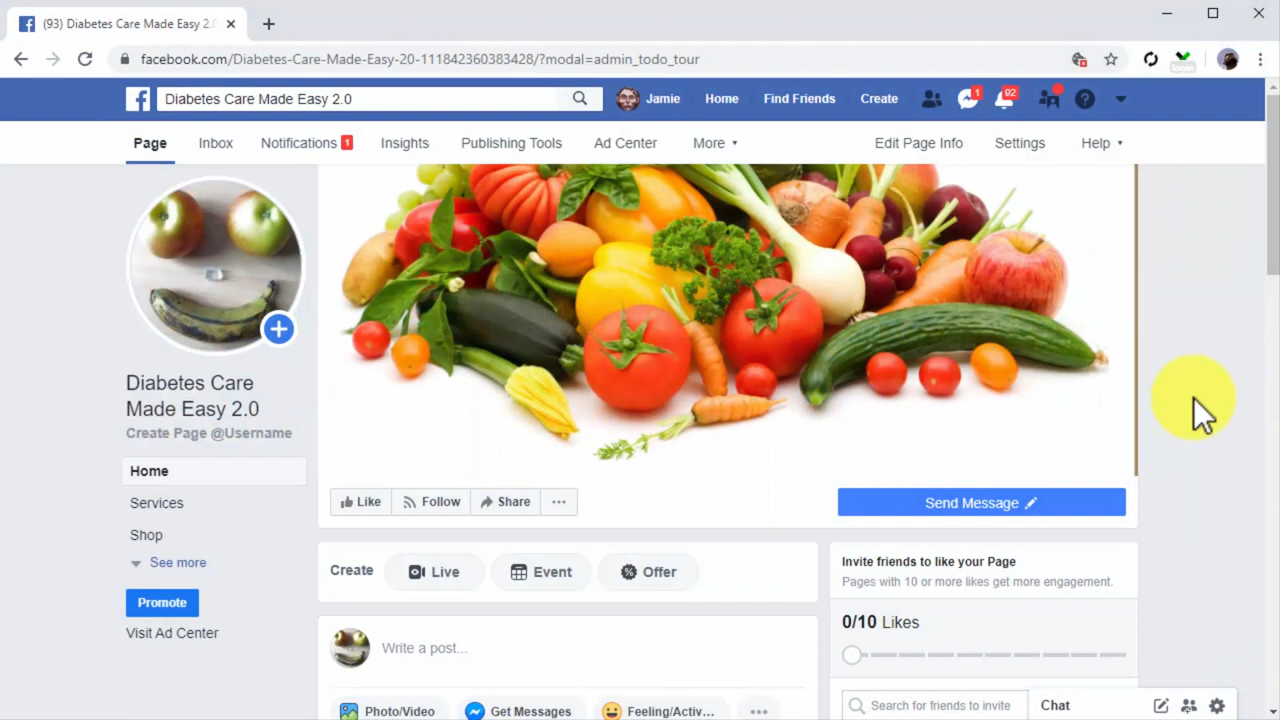 (93) Diabetes Care Made Easy 2.0
facebook.com/Diabetes-Care-Made-Easy-20-111842360383428/?modal=admin_todo_tour
Diabetes Care Made Easy 2.0
Jamie
Home
Find Friends
Create
1
92
Page
Inbox
Notifications 1
Insights
Publishing Tools
Ad Center
More
Edit Page Info
Settings
Help
Diabetes Care
Made Easy 2.0
Create Page @Username
Home
Services
Shop
See more
Promote
Visit Ad Center
Like
Follow
Share
Send Message
Create
Live
Event
Offer
Write a post...
Photo/Video
Get Messages
Feeling/Activ...
Invite friends to like your Page
Pages with 10 or more likes get more engagement.
0/10 Likes
Search for friends to invite
Chat